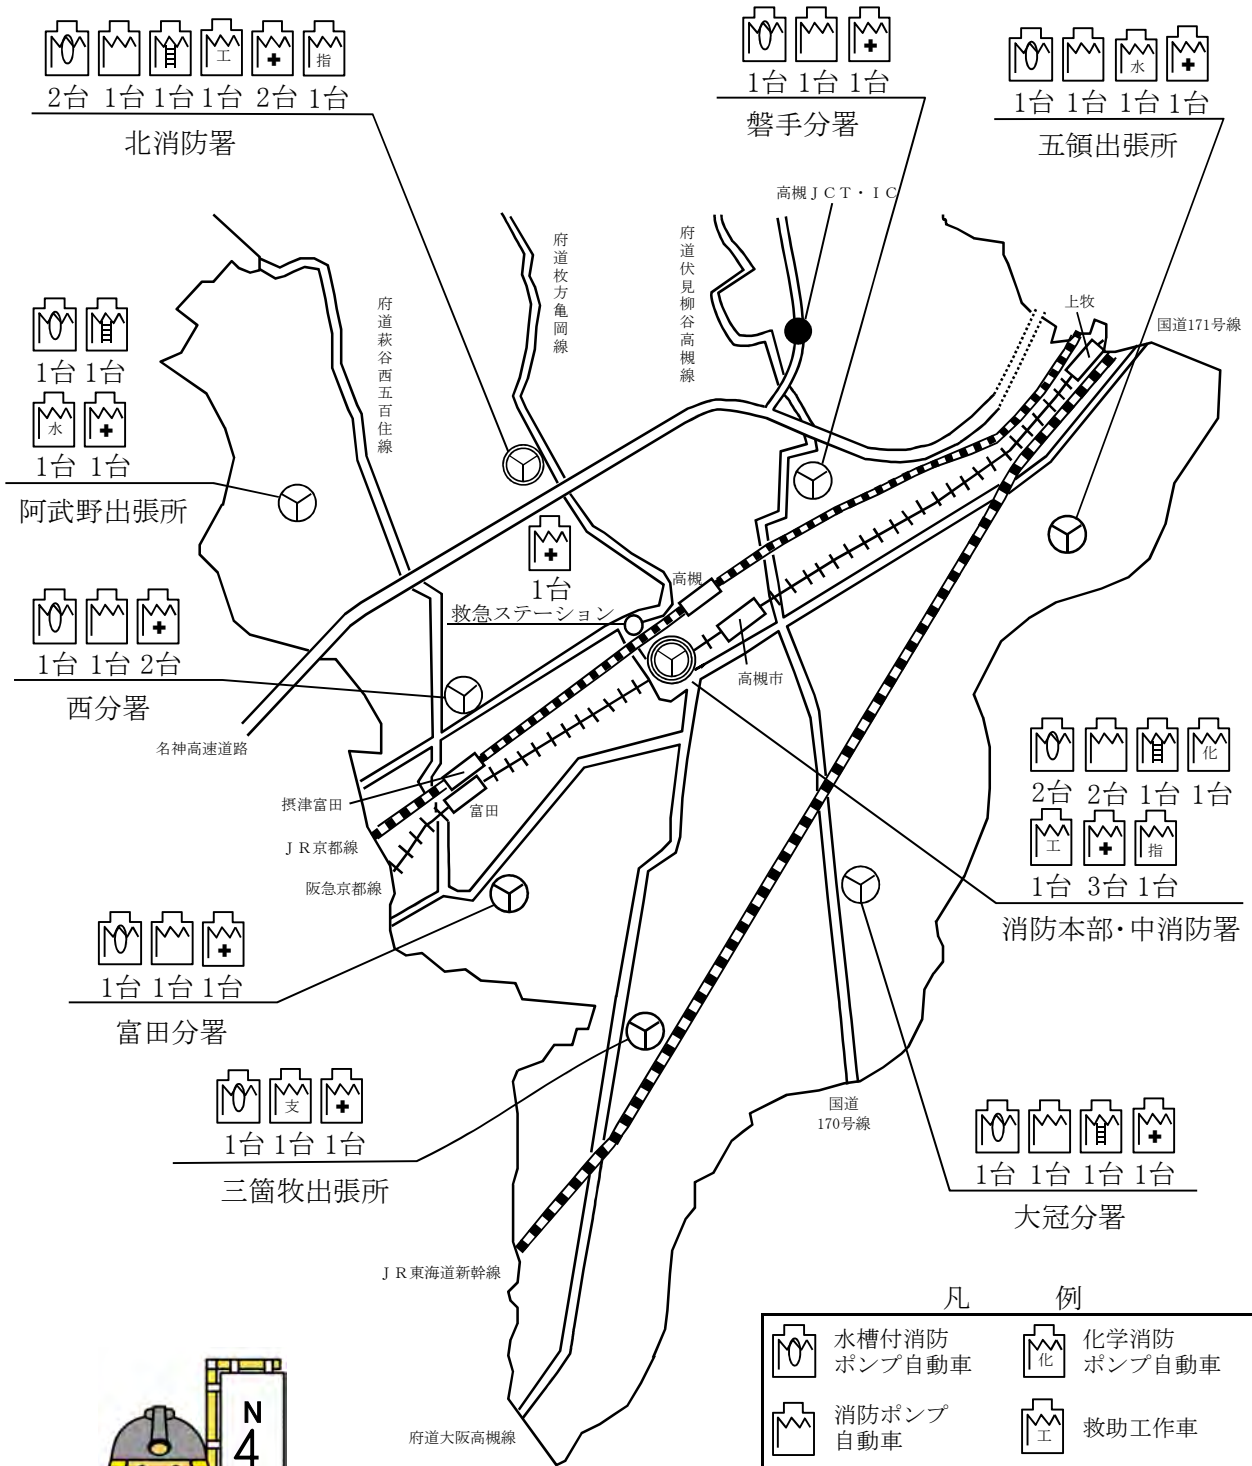 工
指
2台 1台 1台 1台 2台 1台
北消防署
1台 1台 1台
磐手分署
水
1台 1台 1台 1台
五領出張所
高槻JCT・IC
府道枚方亀岡線
府道伏見柳谷高槻線
府道萩谷西五百住線
上牧
国道171号線
1台 1台
水
1台 1台
阿武野出張所
1台
救急ステーション
高槻
高槻市
1台 1台 2台
西分署
名神高速道路
摂津富田
富田
JR京都線
阪急京都線
化
2台 2台 1台 1台
工
指
1台 3台 1台
消防本部・中消防署
1台 1台 1台
富田分署
支
1台 1台 1台
三箇牧出張所
国道
170号線
1台 1台 1台 1台
大冠分署
JR東海道新幹線
府道大阪高槻線
N
4
凡 例
水槽付消防
ポンプ自動車
化
化学消防
ポンプ自動車
消防ポンプ
自動車
工
救助工作車